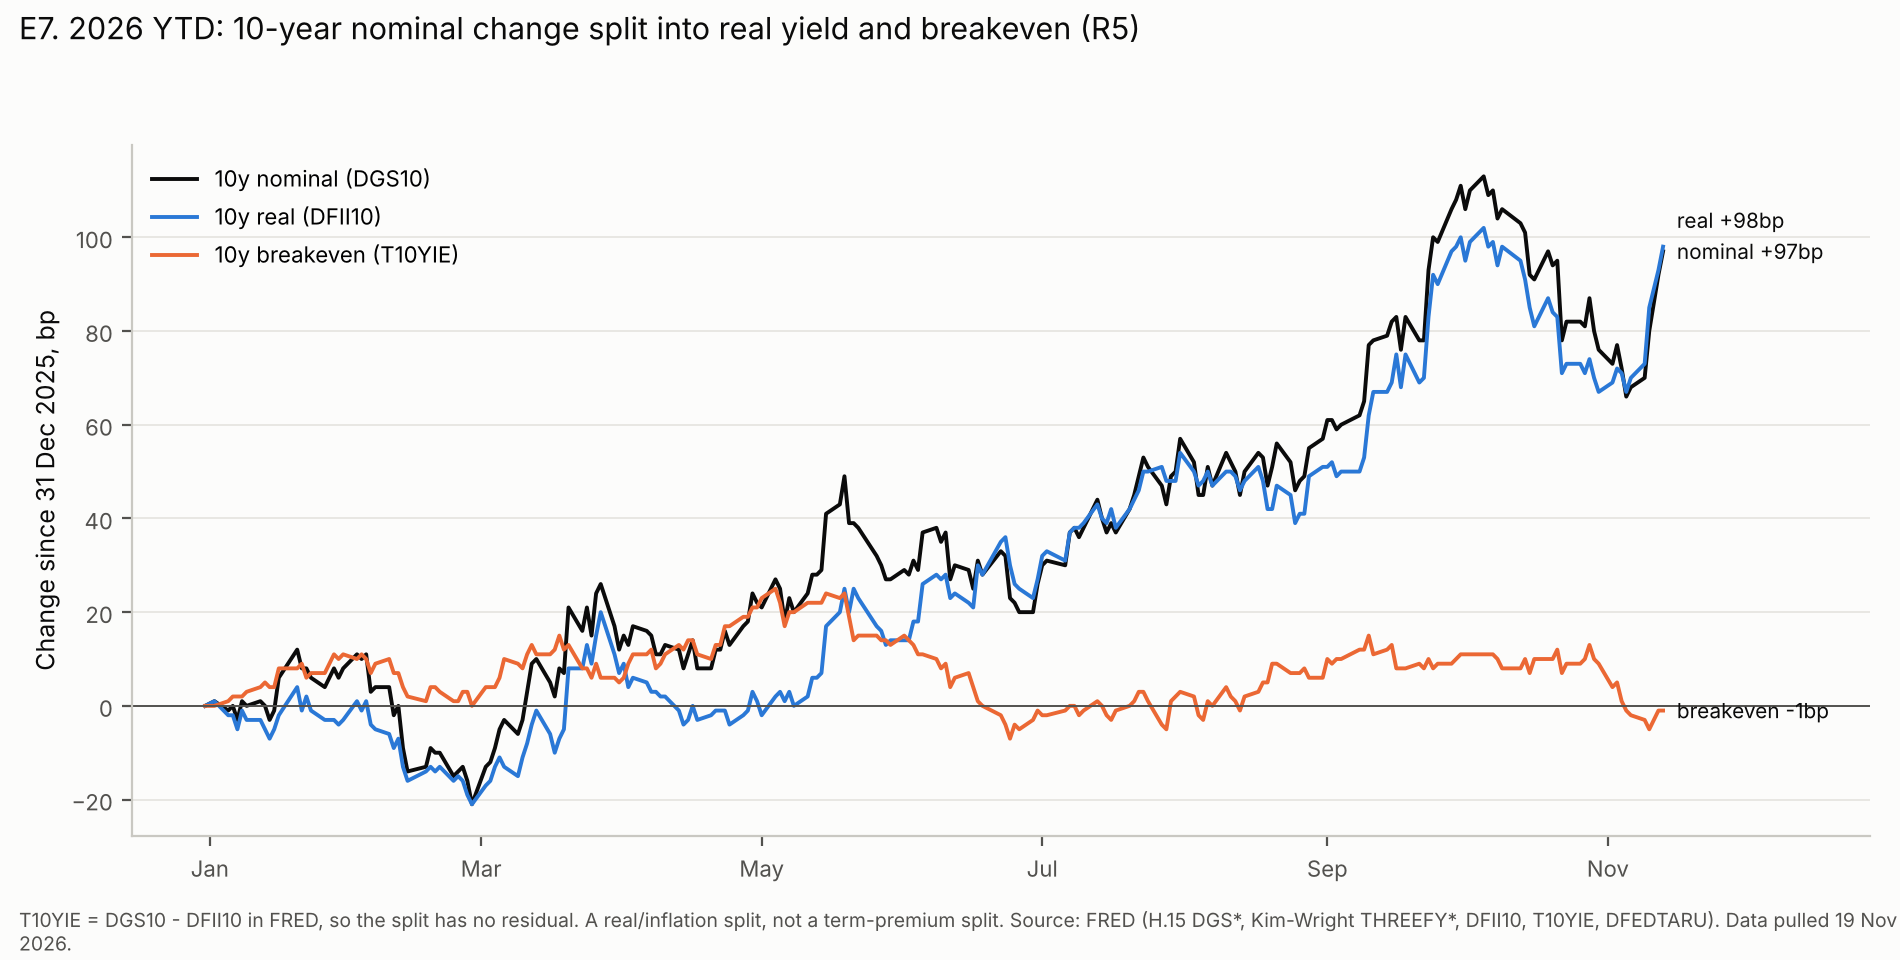 E7. 2026 YTD: 10-year nominal change split into real yield and breakeven (R5)
10y nominal (DGS10)
10y real (DFII10)
10y breakeven (T10YIE)
Change since 31 Dec 2025, bp
100
80
60
40
20
0
−20
real +98bp
nominal +97bp
breakeven -1bp
Jan
Mar
May
Jul
Sep
Nov
T10YIE = DGS10 - DFII10 in FRED, so the split has no residual. A real/inflation split, not a term-premium split. Source: FRED (H.15 DGS*, Kim-Wright THREEFY*, DFII10, T10YIE, DFEDTARU). Data pulled 19 Nov
2026.